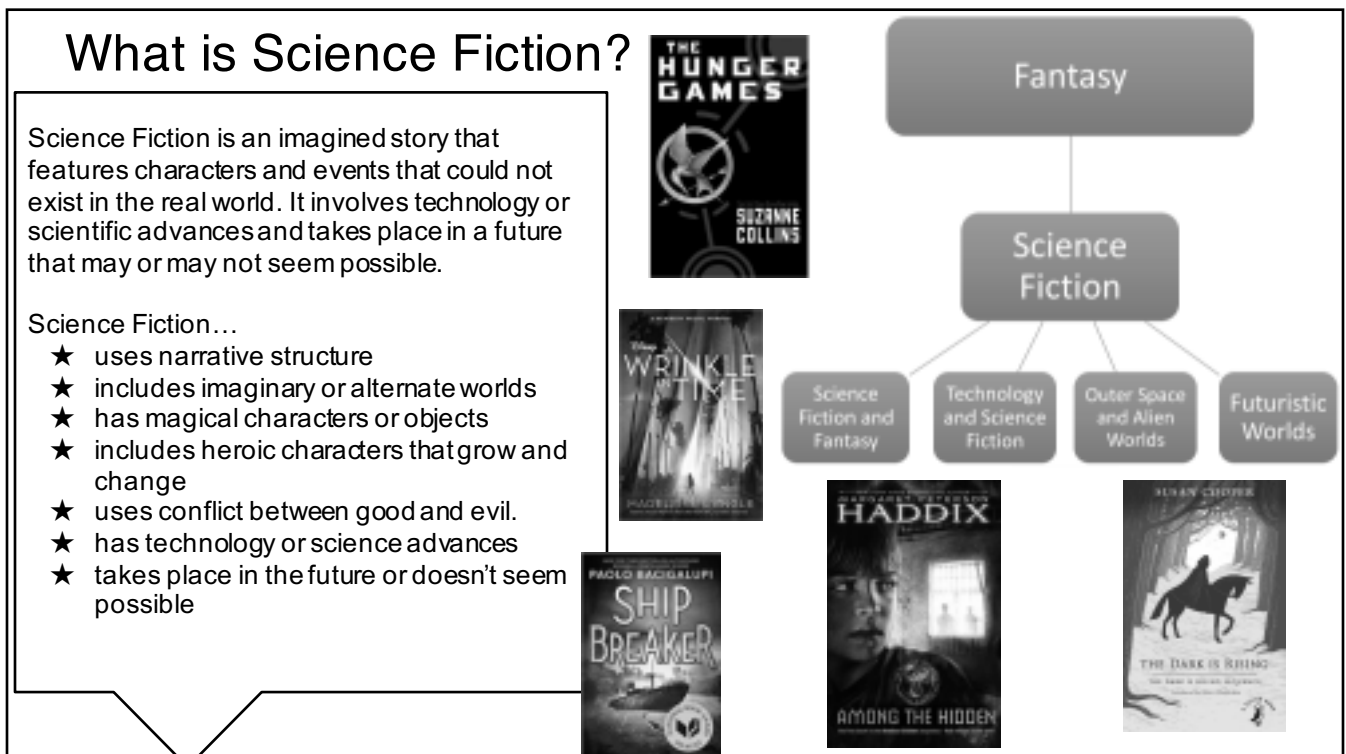 What is Science Fiction?
Science Fiction is an imagined story that
features characters and events that could not
exist in the real world. It involves technology or
scientific advances and takes place in a future
that may or may not seem possible.
Science Fiction…
★ uses narrative structure
★ includes imaginary or alternate worlds
★ has magical characters or objects
★ includes heroic characters that grow and
change
★ uses conflict between good and evil.
★ has technology or science advances
★ takes place in the future or doesn’t seem
possible
THE
HUNGER
GAMES
SUZANNE
COLLINS
Disney
A
WRINKLE
IN
TIME
MADELEINE L'ENGLE
PAOLO BACIGALUPI
SHIP
BREAKER
Fantasy
Science
Fiction
Science
Fiction and
Fantasy
Technology
and Science
Fiction
Outer Space
and Alien
Worlds
Futuristic
Worlds
MARGARET PETERSON
HADDIX
AMONG THE HIDDEN
SUSAN COOPER
THE DARK IS RISING